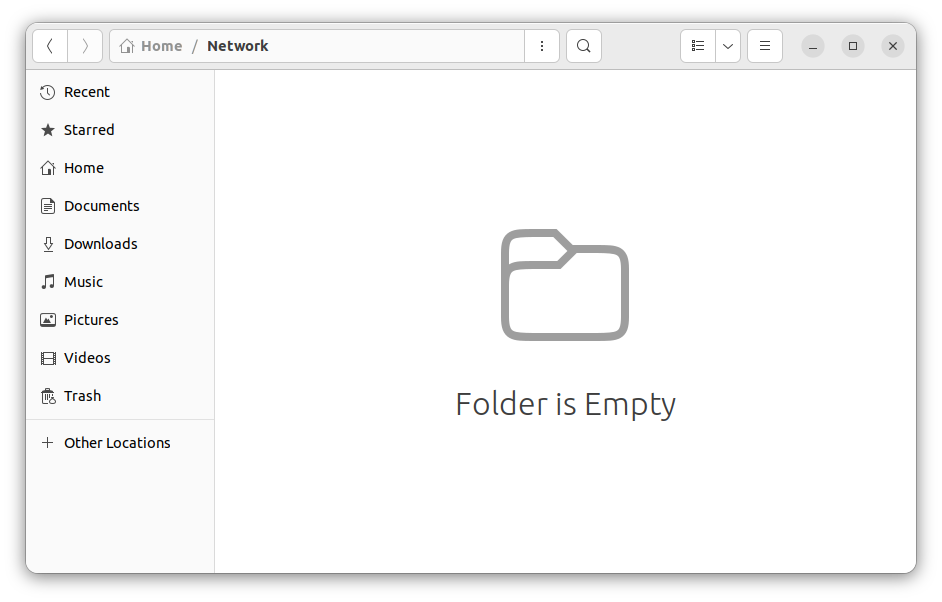 Home / Network
Recent
Starred
Home
Documents
Downloads
Music
Pictures
Videos
Trash
Other Locations
Folder is Empty